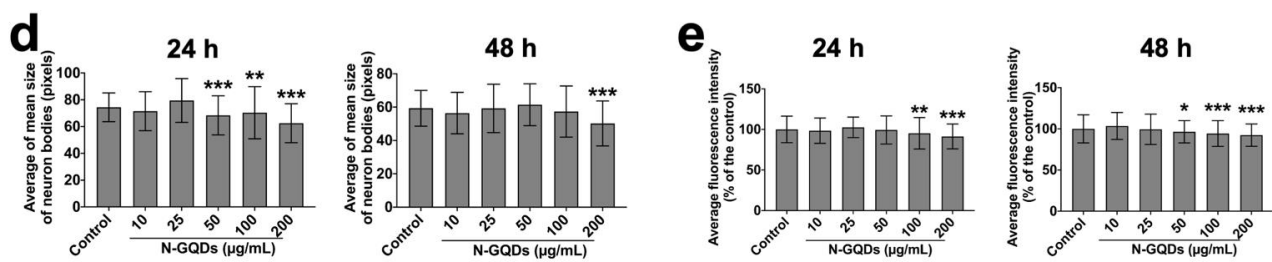 d
24 h
Average of mean size
of neuron bodies (pixels)
100
80
60
40
20
0
***
**
***
Control
10
25
50
100
200
N-GQDs (µg/mL)
48 h
Average of mean size
of neuron bodies (pixels)
80
60
40
20
0
***
Control
10
25
50
100
200
N-GQDs (µg/mL)
e
24 h
Average fluorescence intensity
(% of the control)
150
100
50
0
**
***
Control
10
25
50
100
200
N-GQDs (µg/mL)
48 h
Average fluorescence intensity
(% of the control)
150
100
50
0
*
***
***
Control
10
25
50
100
200
N-GQDs (µg/mL)